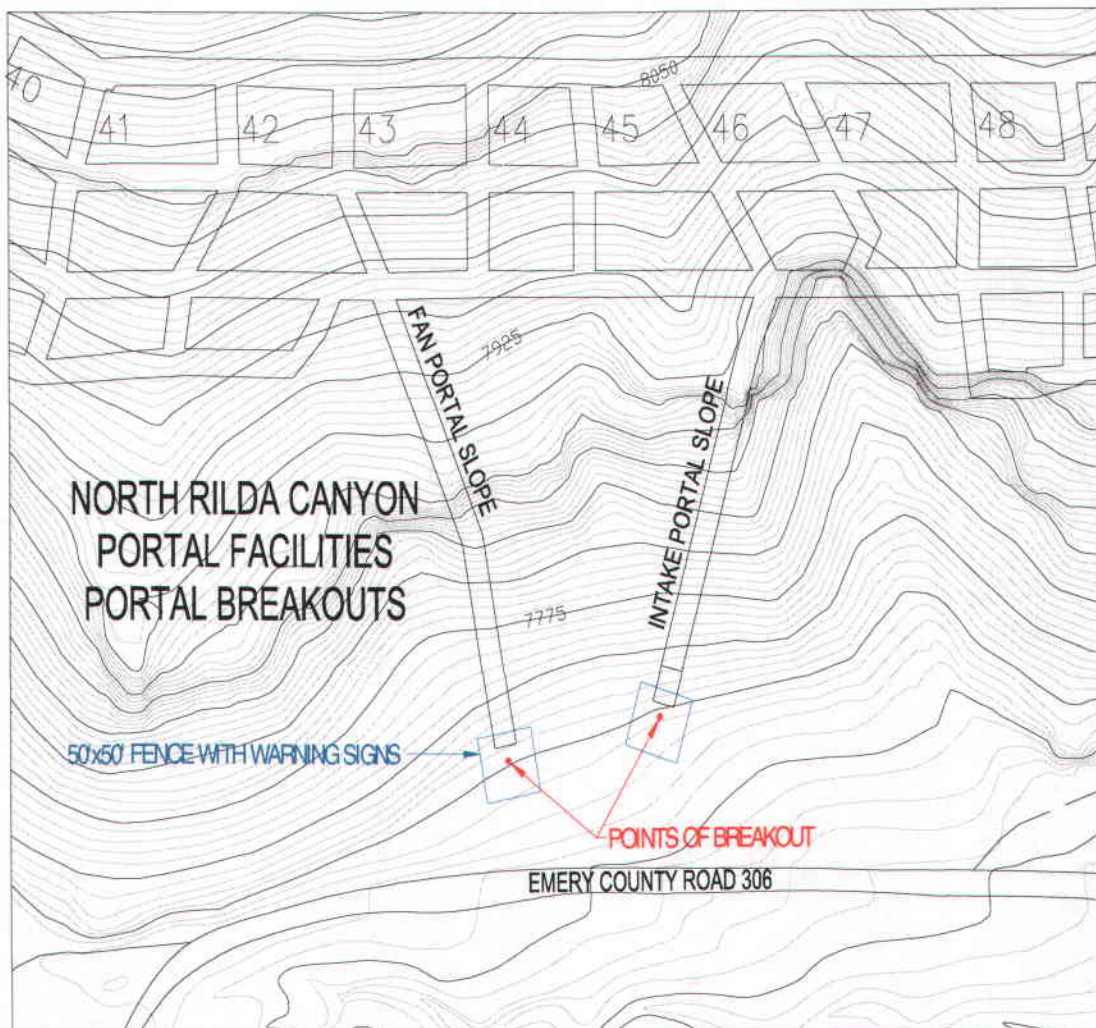 8050
40
41
42
43
44
45
46
47
48
FAN PORTAL SLOPE
7925
INTAKE PORTAL SLOPE
NORTH RILDA CANYON
PORTAL FACILITIES
PORTAL BREAKOUTS
7775
50'x50' FENCE WITH WARNING SIGNS
POINTS OF BREAKOUT
EMERY COUNTY ROAD 306